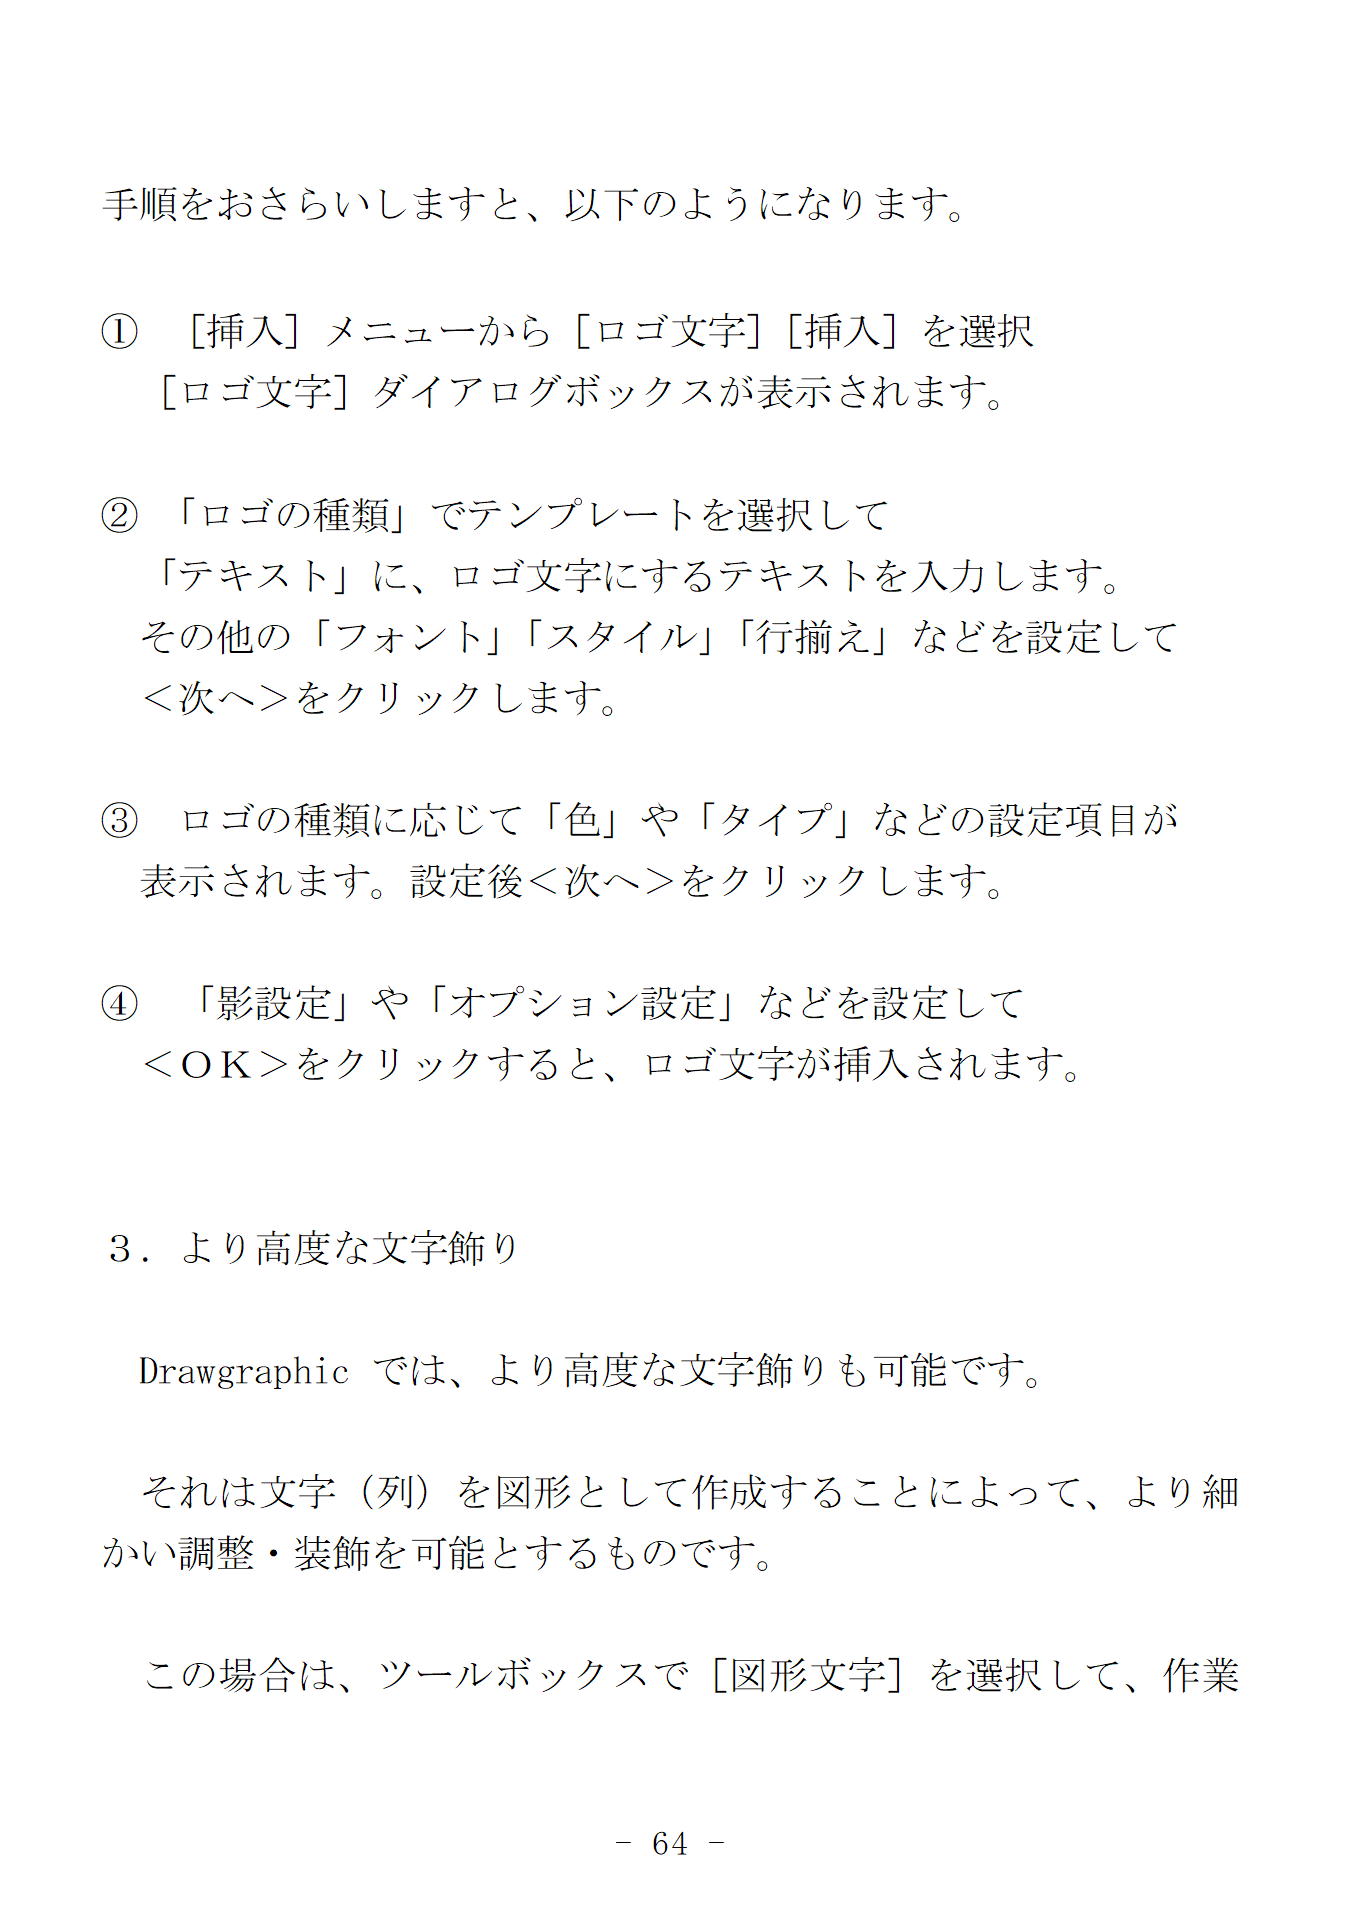 手順をおさらいしますと、以下のようになります。
①　［挿入］メニューから［ロゴ文字］［挿入］を選択
［ロゴ文字］ダイアログボックスが表示されます。
②　「ロゴの種類」でテンプレートを選択して
「テキスト」に、ロゴ文字にするテキストを入力します。
その他の「フォント」「スタイル」「行揃え」などを設定して
＜次へ＞をクリックします。
③　ロゴの種類に応じて「色」や「タイプ」などの設定項目が
表示されます。設定後＜次へ＞をクリックします。
④　「影設定」や「オプション設定」などを設定して
＜ＯＫ＞をクリックすると、ロゴ文字が挿入されます。
３．より高度な文字飾り
Drawgraphic では、より高度な文字飾りも可能です。
それは文字（列）を図形として作成することによって、より細
かい調整・装飾を可能とするものです。
この場合は、ツールボックスで［図形文字］を選択して、作業
- 64 -